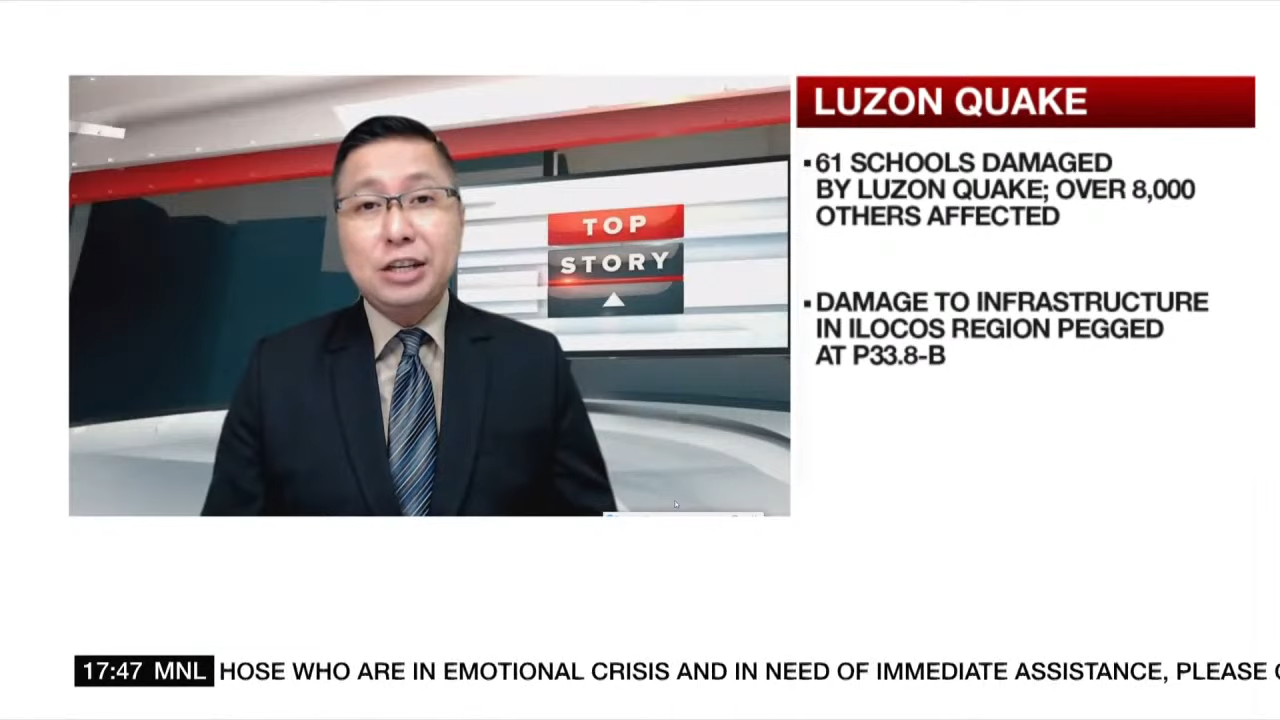 LUZON QUAKE
▪61 SCHOOLS DAMAGED
BY LUZON QUAKE; OVER 8,000
OTHERS AFFECTED
▪DAMAGE TO INFRASTRUCTURE
IN ILOCOS REGION PEGGED
AT P33.8-B
TOP
STORY
17:47 MNL HOSE WHO ARE IN EMOTIONAL CRISIS AND IN NEED OF IMMEDIATE ASSISTANCE, PLEASE